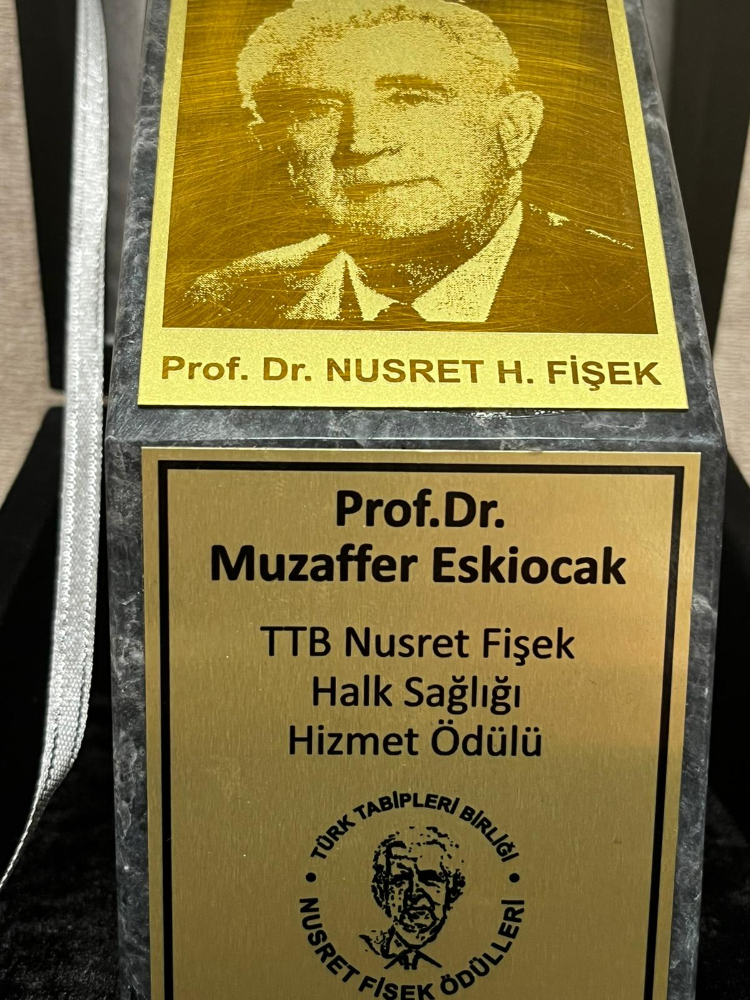 Prof. Dr. NUSRET H. FİŞEK
Prof.Dr.
Muzaffer Eskiocak
TTB Nusret Fişek
Halk Sağlığı
Hizmet Ödülü
TÜRK TABİPLERİ BİRLİĞİ
NUSRET FİŞEK ÖDÜLLERİ